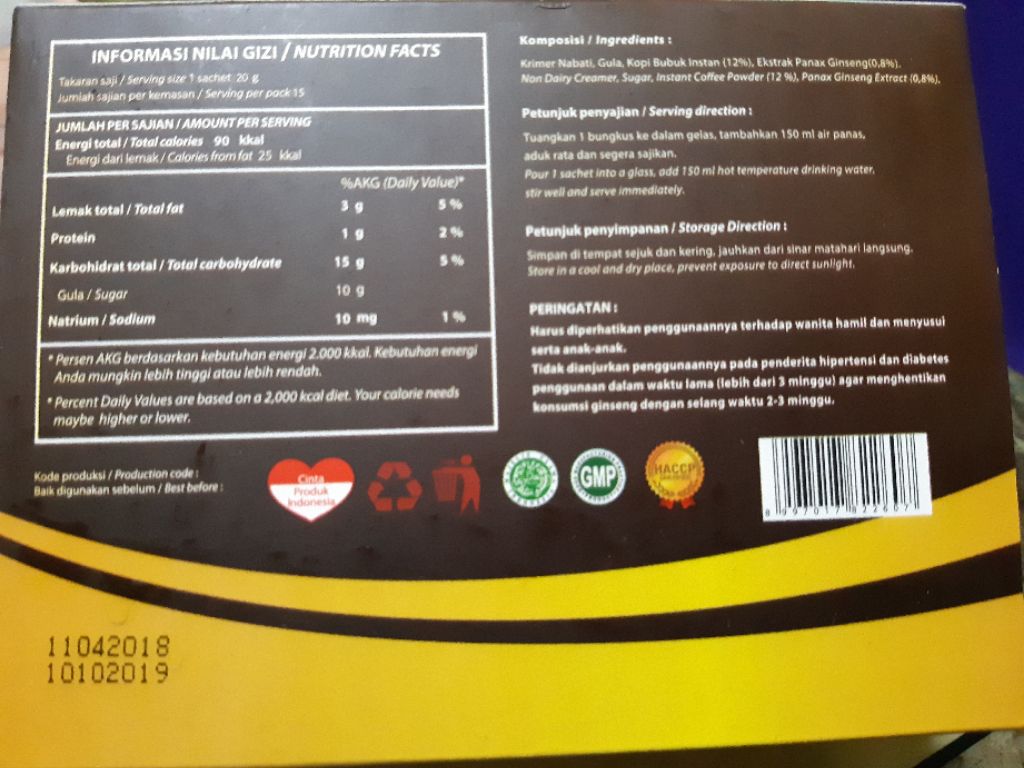 INFORMASI NILAI GIZI / NUTRITION FACTS
Takaran saji / Serving size 1 sachet 20 g
Jumlah sajian per kemasan / Serving per pack 15
JUMLAH PER SAJIAN / AMOUNT PER SERVING
Energi total / Total calories 90 kkal
Energi dari lemak / Calories from fat 25 kkal
%AKG (Daily Value)*
Lemak total / Total fat 3 g 5 %
Protein 1 g 2 %
Karbohidrat total / Total carbohydrate 15 g 5 %
Gula / Sugar 10 g
Natrium / Sodium 10 mg 1 %
* Persen AKG berdasarkan kebutuhan energi 2.000 kkal. Kebutuhan energi
Anda mungkin lebih tinggi atau lebih rendah.
* Percent Daily Values are based on a 2,000 kcal diet. Your calorie needs
maybe higher or lower.
Komposisi / Ingredients :
Krimer Nabati, Gula, Kopi Bubuk Instan (12%), Ekstrak Panax Ginseng(0,8%).
Non Dairy Creamer, Sugar, Instant Coffee Powder (12 %), Panax Ginseng Extract (0,8%).
Petunjuk penyajian / Serving direction :
Tuangkan 1 bungkus ke dalam gelas, tambahkan 150 ml air panas,
aduk rata dan segera sajikan.
Pour 1 sachet into a glass, add 150 ml hot temperature drinking water,
stir well and serve immediately.
Petunjuk penyimpanan / Storage Direction :
Simpan di tempat sejuk dan kering, jauhkan dari sinar matahari langsung.
Store in a cool and dry place, prevent exposure to direct sunlight.
PERINGATAN :
Harus diperhatikan penggunaannya terhadap wanita hamil dan menyusui
serta anak-anak.
Tidak dianjurkan penggunaannya pada penderita hipertensi dan diabetes
penggunaan dalam waktu lama (lebih dari 3 minggu) agar menghentikan
konsumsi ginseng dengan selang waktu 2-3 minggu.
Kode produksi / Production code :
Baik digunakan sebelum / Best before :
Cinta
Produk
Indonesia
GMP
HACCP
8 997017 822607
11042018
10102019